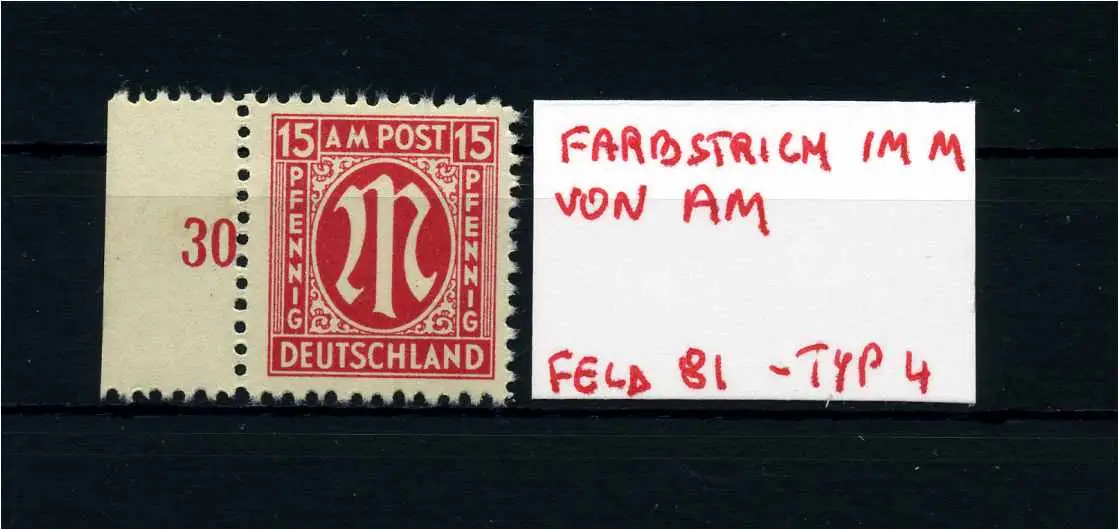 30
15 AM POST 15
PFENNIG
M
PFENNIG
DEUTSCHLAND
FARBSTRICH IM M
VON AM
FELD 81 - TYP 4